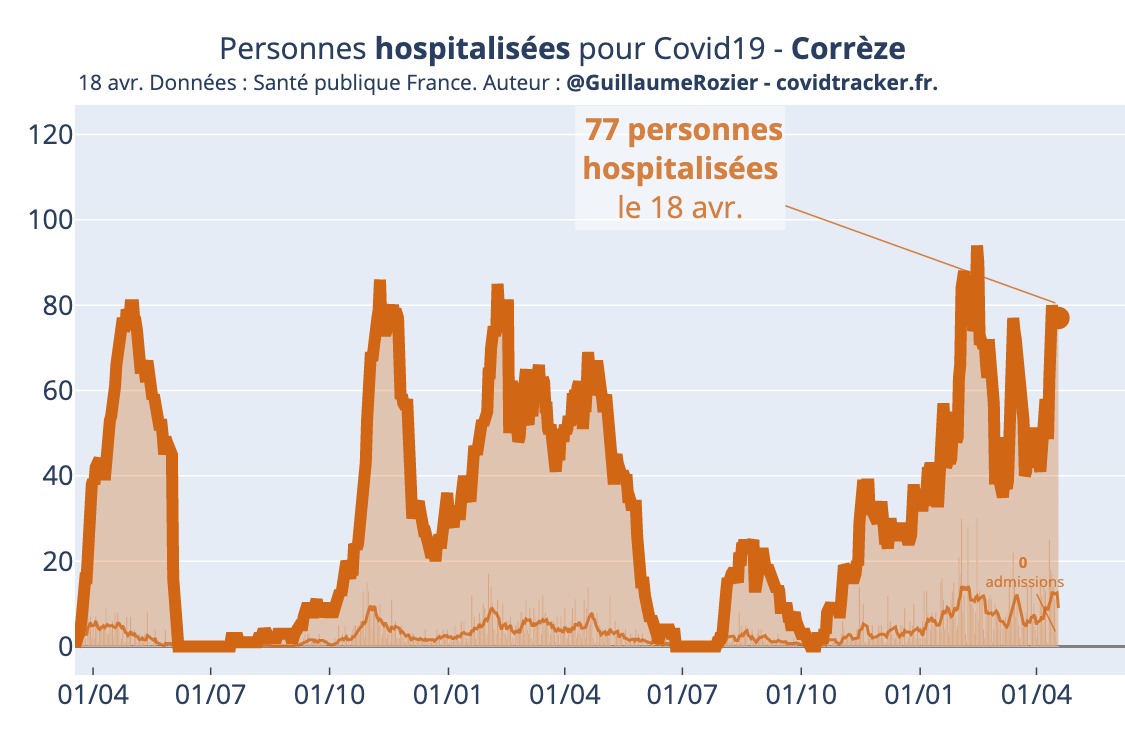 Personnes hospitalisées pour Covid19 - Corrèze
18 avr. Données : Santé publique France. Auteur : @GuillaumeRozier - covidtracker.fr.
120
77 personnes
hospitalisées
le 18 avr.
100
80
60
40
20
0
admissions
0
01/04
01/07
01/10
01/01
01/04
01/07
01/10
01/01
01/04